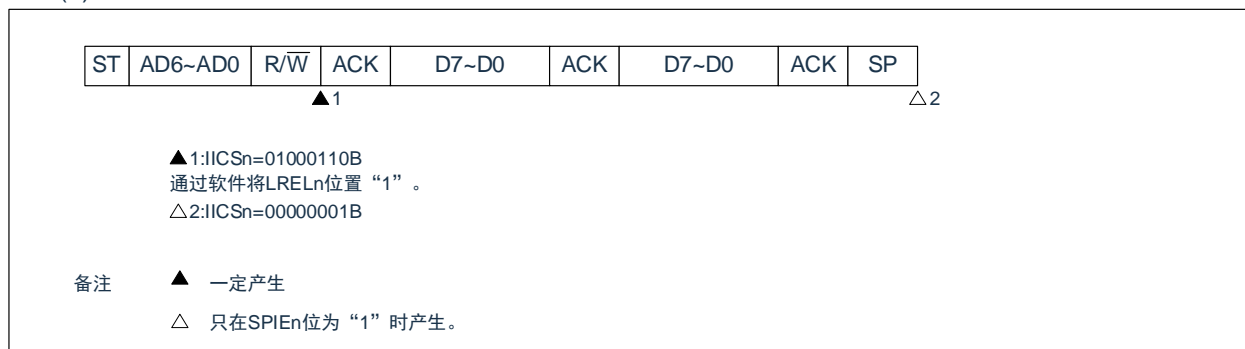 ST AD6~AD0 R/W̅ ACK D7~D0 ACK D7~D0 ACK SP
▲1 △2
▲1:IICSn=01000110B
通过软件将LRELn位置“1”。
△2:IICSn=00000001B
备注 ▲ 一定产生
△ 只在SPIEn位为“1”时产生。